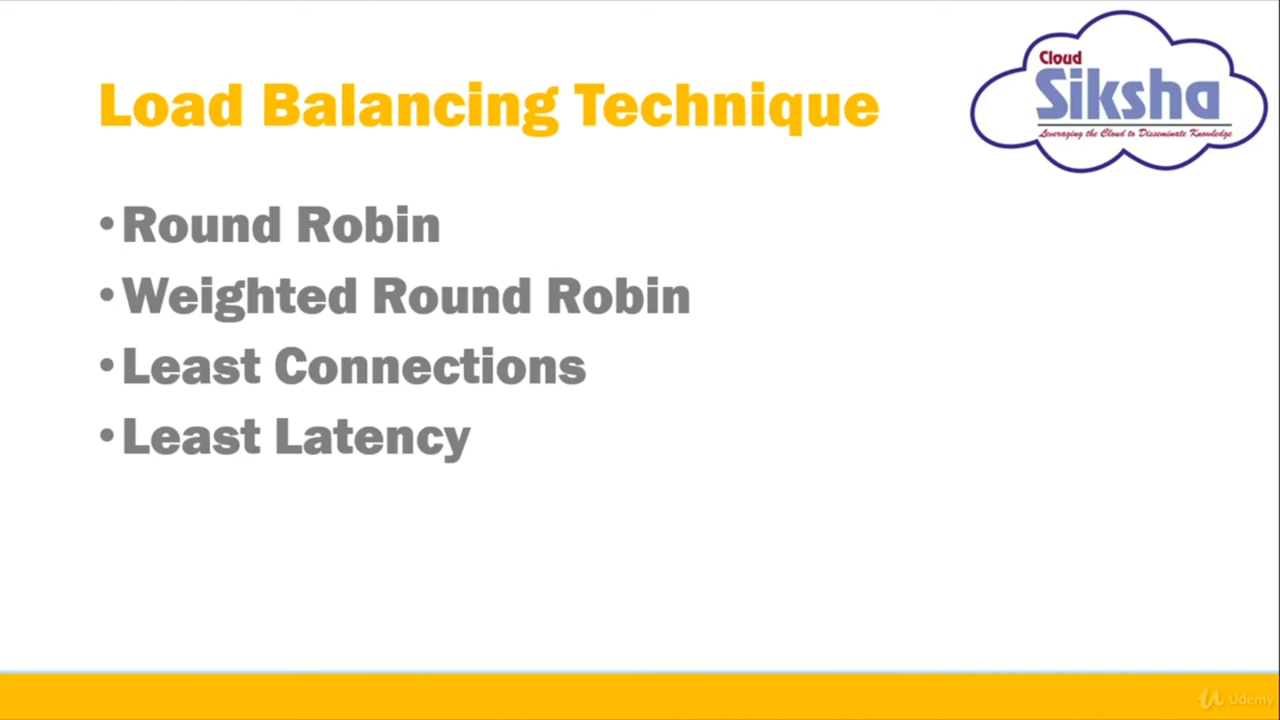 Cloud
Siksha
Leveraging the Cloud to Disseminate Knowledge
Load Balancing Technique
• Round Robin
• Weighted Round Robin
• Least Connections
• Least Latency
Udemy